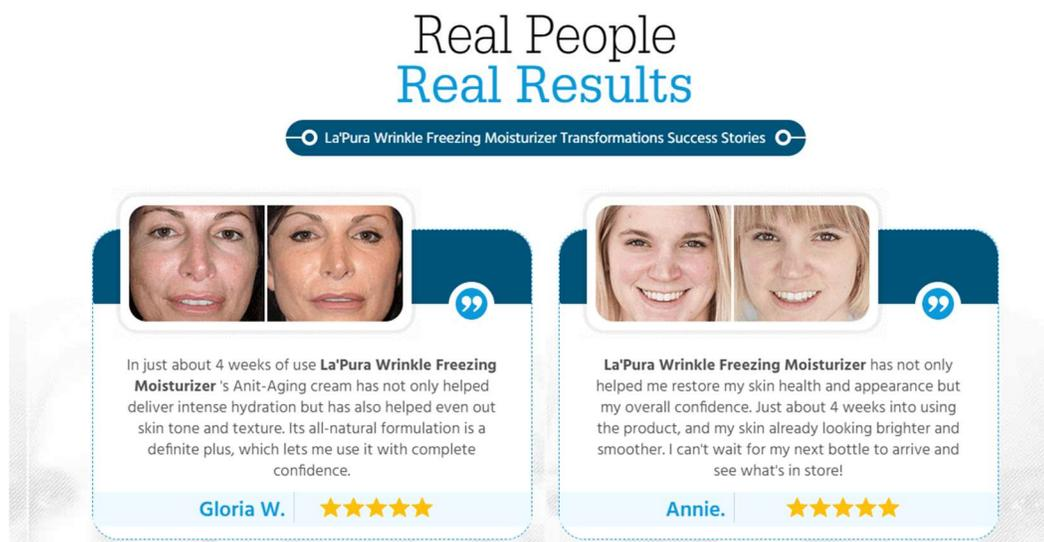 Real People
Real Results
La'Pura Wrinkle Freezing Moisturizer Transformations Success Stories
In just about 4 weeks of use La'Pura Wrinkle Freezing
Moisturizer 's Anit-Aging cream has not only helped
deliver intense hydration but has also helped even out
skin tone and texture. Its all-natural formulation is a
definite plus, which lets me use it with complete
confidence.
Gloria W.
La'Pura Wrinkle Freezing Moisturizer has not only
helped me restore my skin health and appearance but
my overall confidence. Just about 4 weeks into using
the product, and my skin already looking brighter and
smoother. I can't wait for my next bottle to arrive and
see what's in store!
Annie.